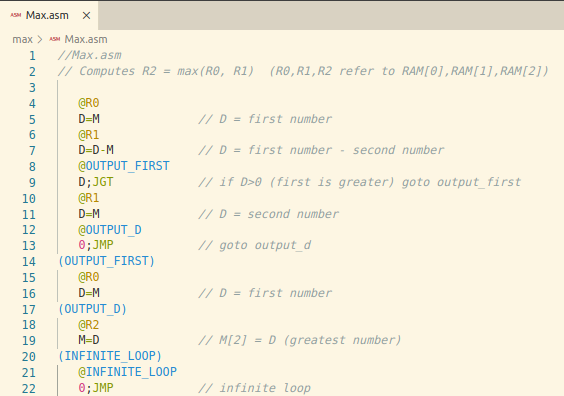 ASM Max.asm ×
max > ASM Max.asm
1 //Max.asm
2 // Computes R2 = max(R0, R1)  (R0,R1,R2 refer to RAM[0],RAM[1],RAM[2])
3
4 @R0
5 D=M // D = first number
6 @R1
7 D=D-M // D = first number - second number
8 @OUTPUT_FIRST
9 D;JGT // if D>0 (first is greater) goto output_first
10 @R1
11 D=M // D = second number
12 @OUTPUT_D
13 0;JMP // goto output_d
14 (OUTPUT_FIRST)
15 @R0
16 D=M // D = first number
17 (OUTPUT_D)
18 @R2
19 M=D // M[2] = D (greatest number)
20 (INFINITE_LOOP)
21 @INFINITE_LOOP
22 0;JMP // infinite loop